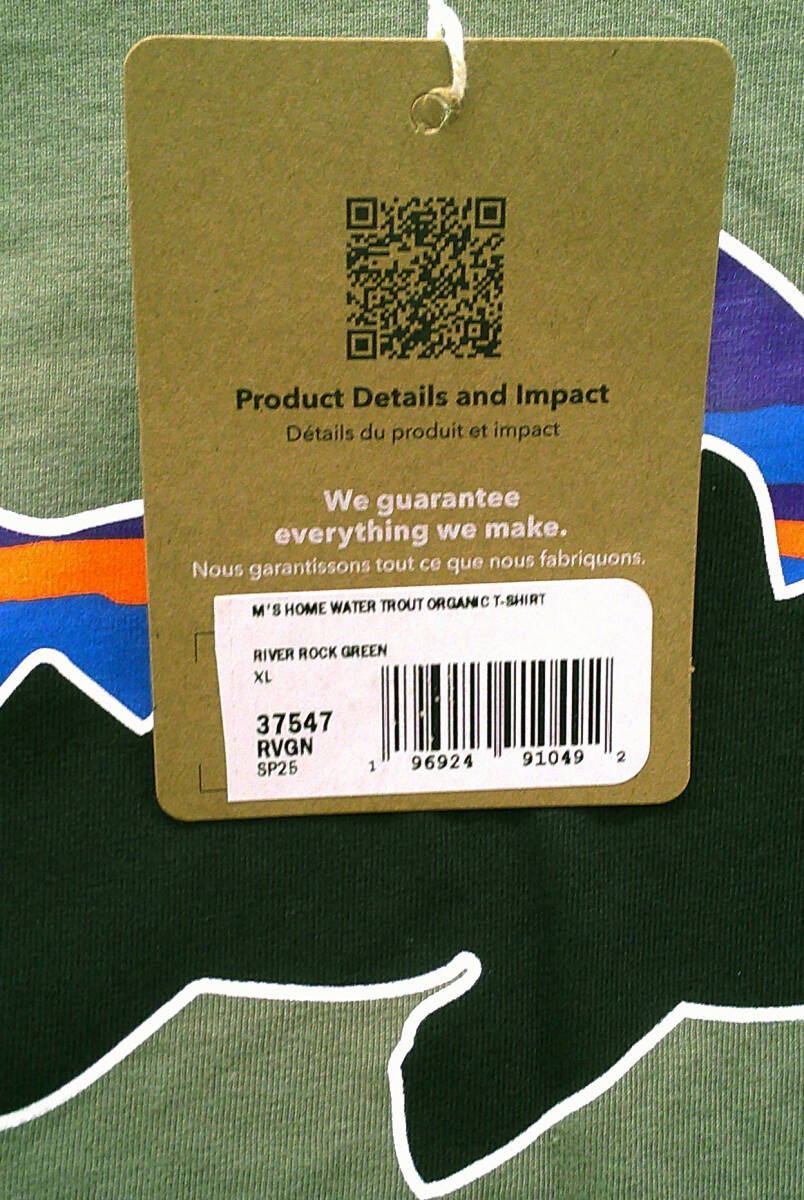 Product Details and Impact
Détails du produit et impact
We guarantee
everything we make.
Nous garantissons tout ce que nous fabriquons.
M'S HOME WATER TROUT ORGANIC T-SHIRT
RIVER ROCK GREEN
XL
37547
RVGN
SP25
1 96924 91049 2